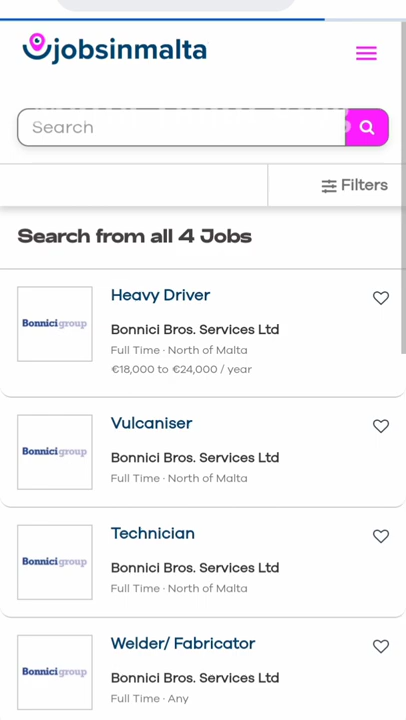 jobsinmalta
Search
Filters
Search from all 4 Jobs
Heavy Driver
Bonnici Bros. Services Ltd
Full Time · North of Malta
€18,000 to €24,000 / year
Bonnici group
Vulcaniser
Bonnici Bros. Services Ltd
Full Time · North of Malta
Bonnici group
Technician
Bonnici Bros. Services Ltd
Full Time · North of Malta
Bonnici group
Welder/ Fabricator
Bonnici Bros. Services Ltd
Full Time · Any
Bonnici group